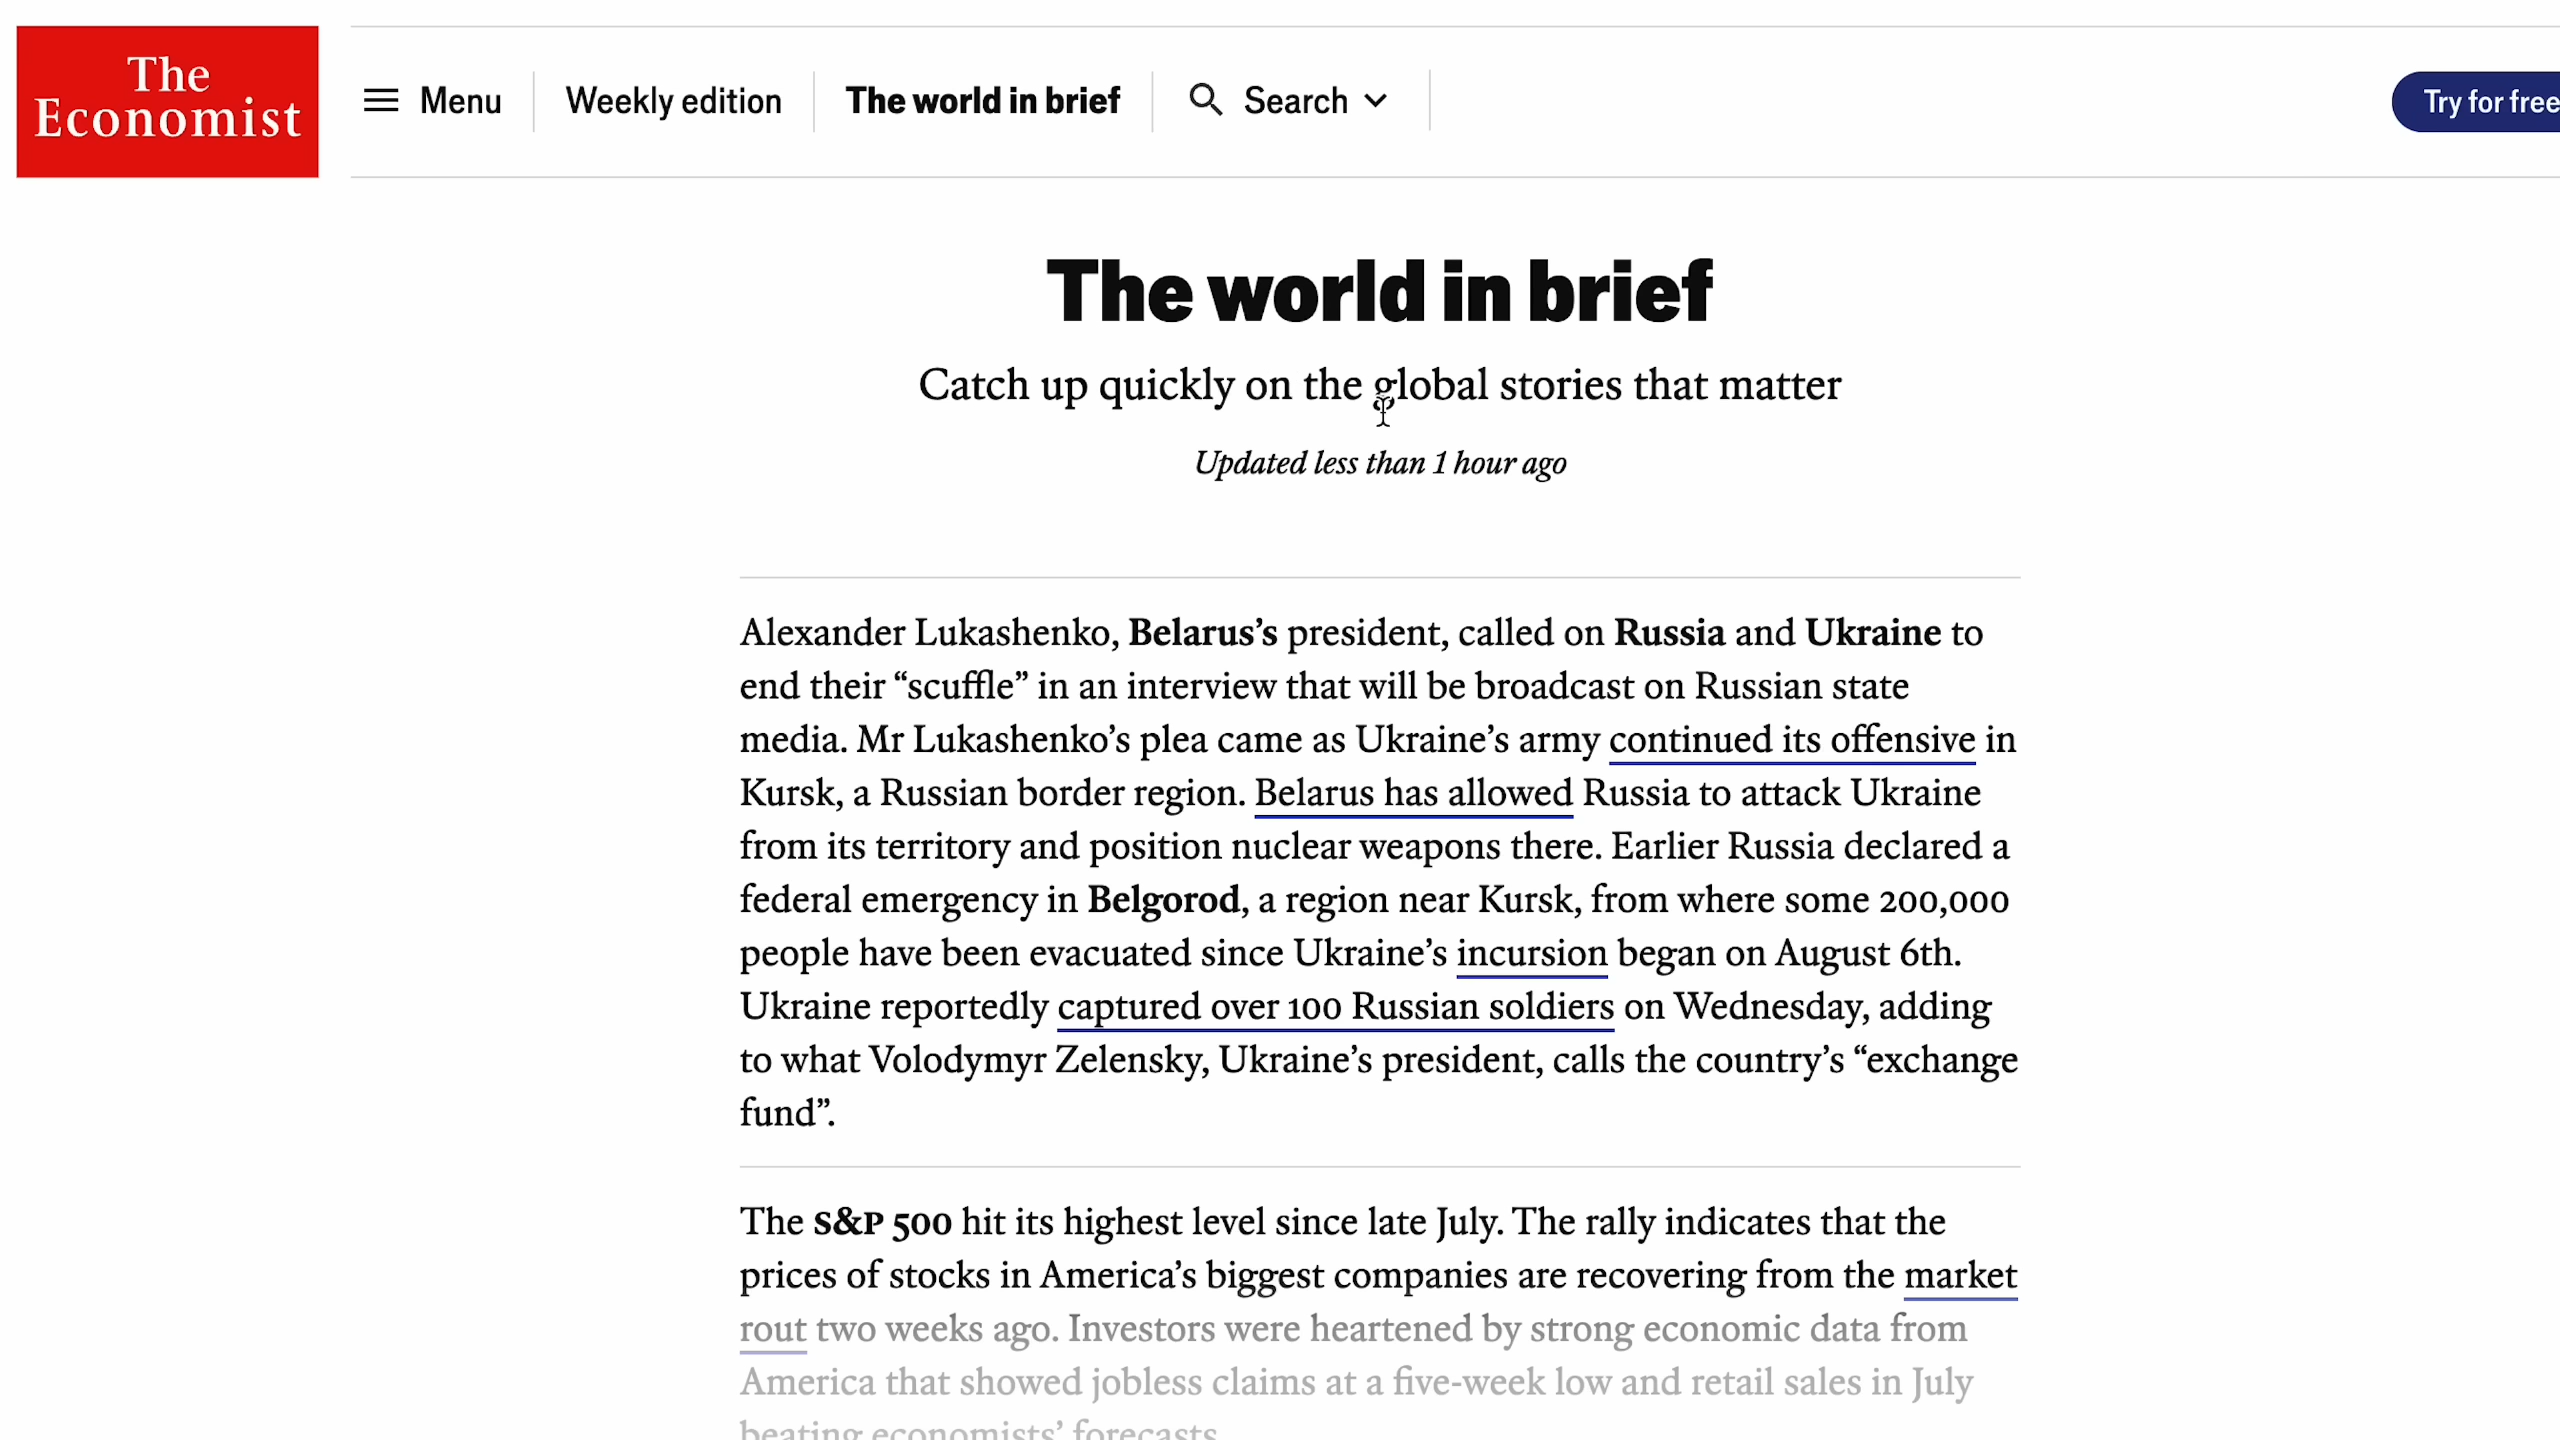 The
Economist
Menu
Weekly edition
The world in brief
Search
Try for free
The world in brief
Catch up quickly on the global stories that matter
Updated less than 1 hour ago
Alexander Lukashenko, Belarus’s president, called on Russia and Ukraine to
end their “scuffle” in an interview that will be broadcast on Russian state
media. Mr Lukashenko’s plea came as Ukraine’s army continued its offensive in
Kursk, a Russian border region. Belarus has allowed Russia to attack Ukraine
from its territory and position nuclear weapons there. Earlier Russia declared a
federal emergency in Belgorod, a region near Kursk, from where some 200,000
people have been evacuated since Ukraine’s incursion began on August 6th.
Ukraine reportedly captured over 100 Russian soldiers on Wednesday, adding
to what Volodymyr Zelensky, Ukraine’s president, calls the country’s “exchange
fund”.
The S&P 500 hit its highest level since late July. The rally indicates that the
prices of stocks in America’s biggest companies are recovering from the market
rout two weeks ago. Investors were heartened by strong economic data from
America that showed jobless claims at a five-week low and retail sales in July
beating economists’ forecasts